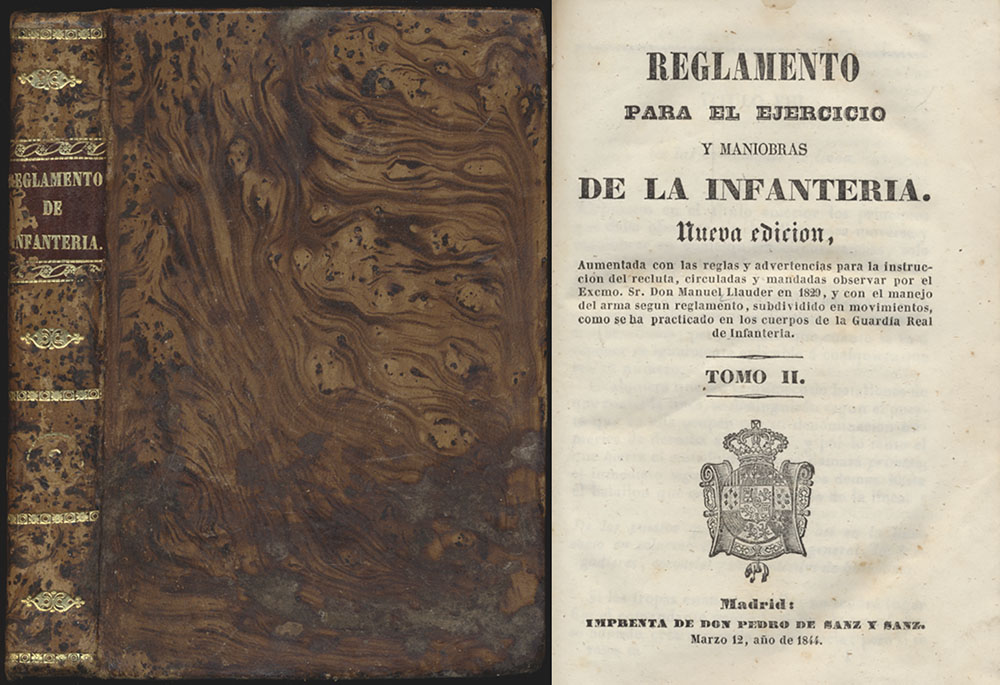 REGLAMENTO
DE
INFANTERIA.
REGLAMENTO
PARA EL EJERCICIO
Y MANIOBRAS
DE LA INFANTERIA.
Nueva edicion,
Aumentada con las reglas y advertencias para la instruc-
cion del recluta, circuladas y mandadas observar por el
Excmo. Sr. Don Manuel Llauder en 1829, y con el manejo
del arma segun reglamento, subdividido en movimientos,
como se ha practicado en los cuerpos de la Guardia Real
de Infanteria.
TOMO II.
Madrid:
IMPRENTA DE DON PEDRO DE SANZ Y SANZ.
Marzo 12, año de 1844.